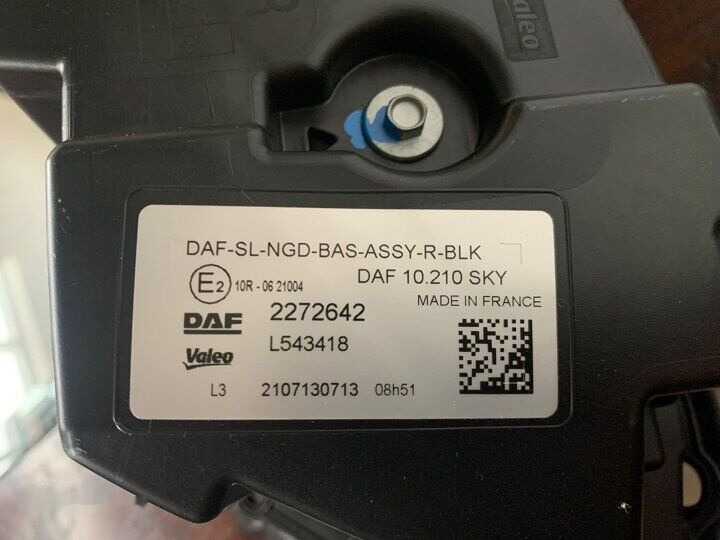 Valeo
DAF-SL-NGD-BAS-ASSY-R-BLK
E2 10R - 06 21004 DAF 10.210 SKY
MADE IN FRANCE
DAF 2272642
Valeo L543418
L3 2107130713 08h51